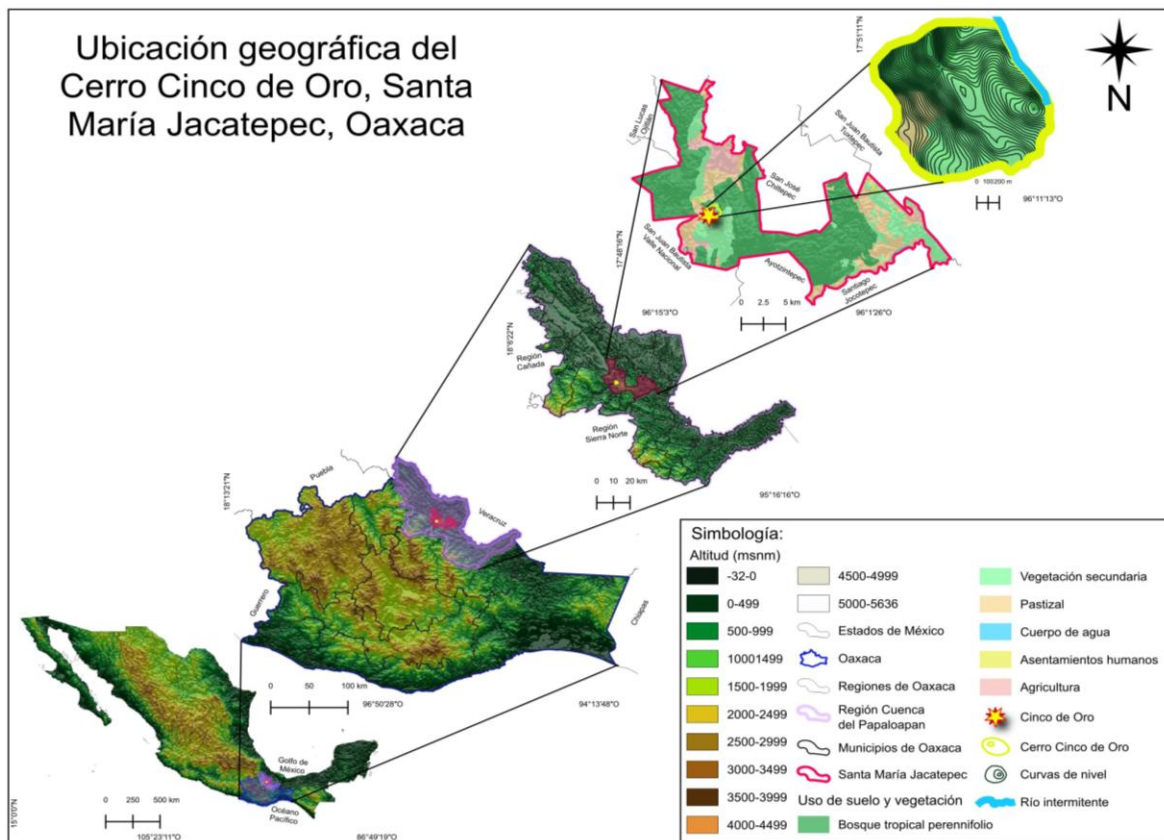 Ubicación geográfica del
Cerro Cinco de Oro, Santa
María Jacatepec, Oaxaca
17°51'11"N
N
0 100200 m
96°11'13"O
San Lucas
Ojitlán
San Juan Bautista
Tuxtepec
San José
Chiltepec
17°48'16"N
San Juan Bautista
Valle Nacional
Ayotzintepec
Santiago
Jocotepec
0 2.5 5 km
96°15'3"O
96°1'26"O
18°6'22"N
Región
Cañada
Región
Sierra Norte
0 10 20 km
95°16'16"O
18°13'21"N
Puebla
Veracruz
Guerrero
Chiapas
0 50 100 km
96°50'28"O
94°13'48"O
Golfo de
México
Océano
Pacífico
0 250 500 km
15°0'0"N
105°23'11"O
86°49'19"O
Simbología:
Altitud (msnm)
-32-0
0-499
500-999
10001499
1500-1999
2000-2499
2500-2999
3000-3499
3500-3999
4000-4499
4500-4999
5000-5636
Estados de México
Oaxaca
Regiones de Oaxaca
Región Cuenca
del Papaloapan
Municipios de Oaxaca
Santa María Jacatepec
Uso de suelo y vegetación
Bosque tropical perennifolio
Vegetación secundaria
Pastizal
Cuerpo de agua
Asentamientos humanos
Agricultura
Cinco de Oro
Cerro Cinco de Oro
Curvas de nivel
Río intermitente